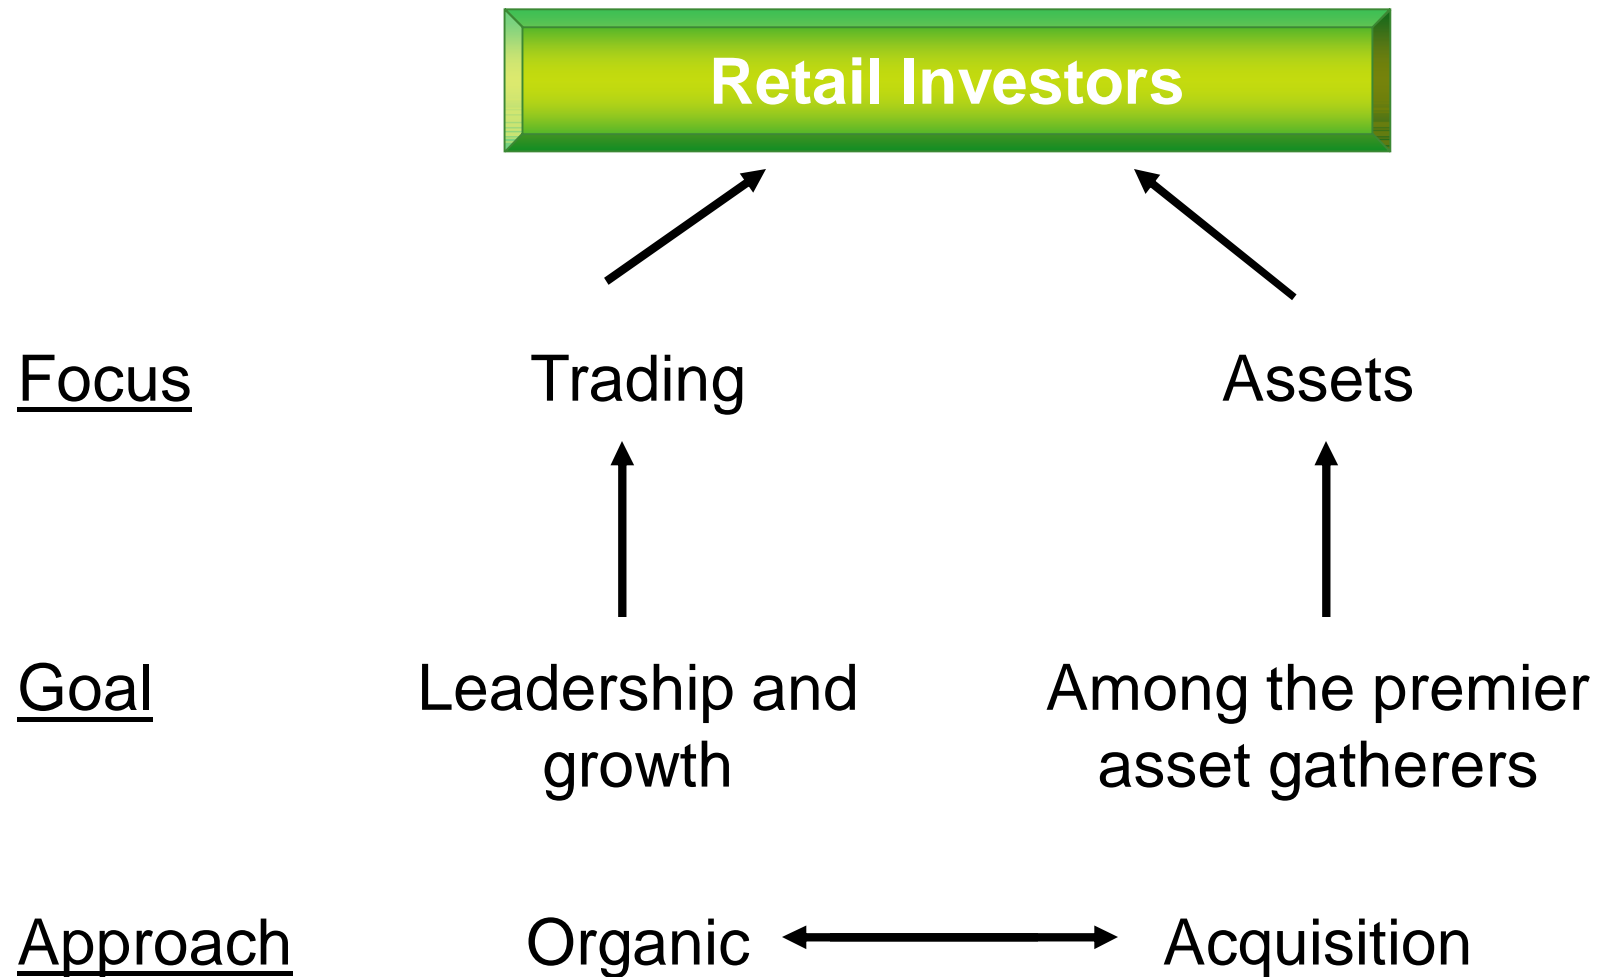 Retail Investors
Focus Trading Assets
Goal Leadership and Among the premier
growth asset gatherers
Approach Organic Acquisition